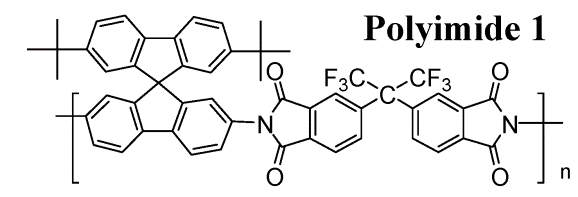 Polyimide 1
F₃C CF₃
O O O
C
N N
O O O
n